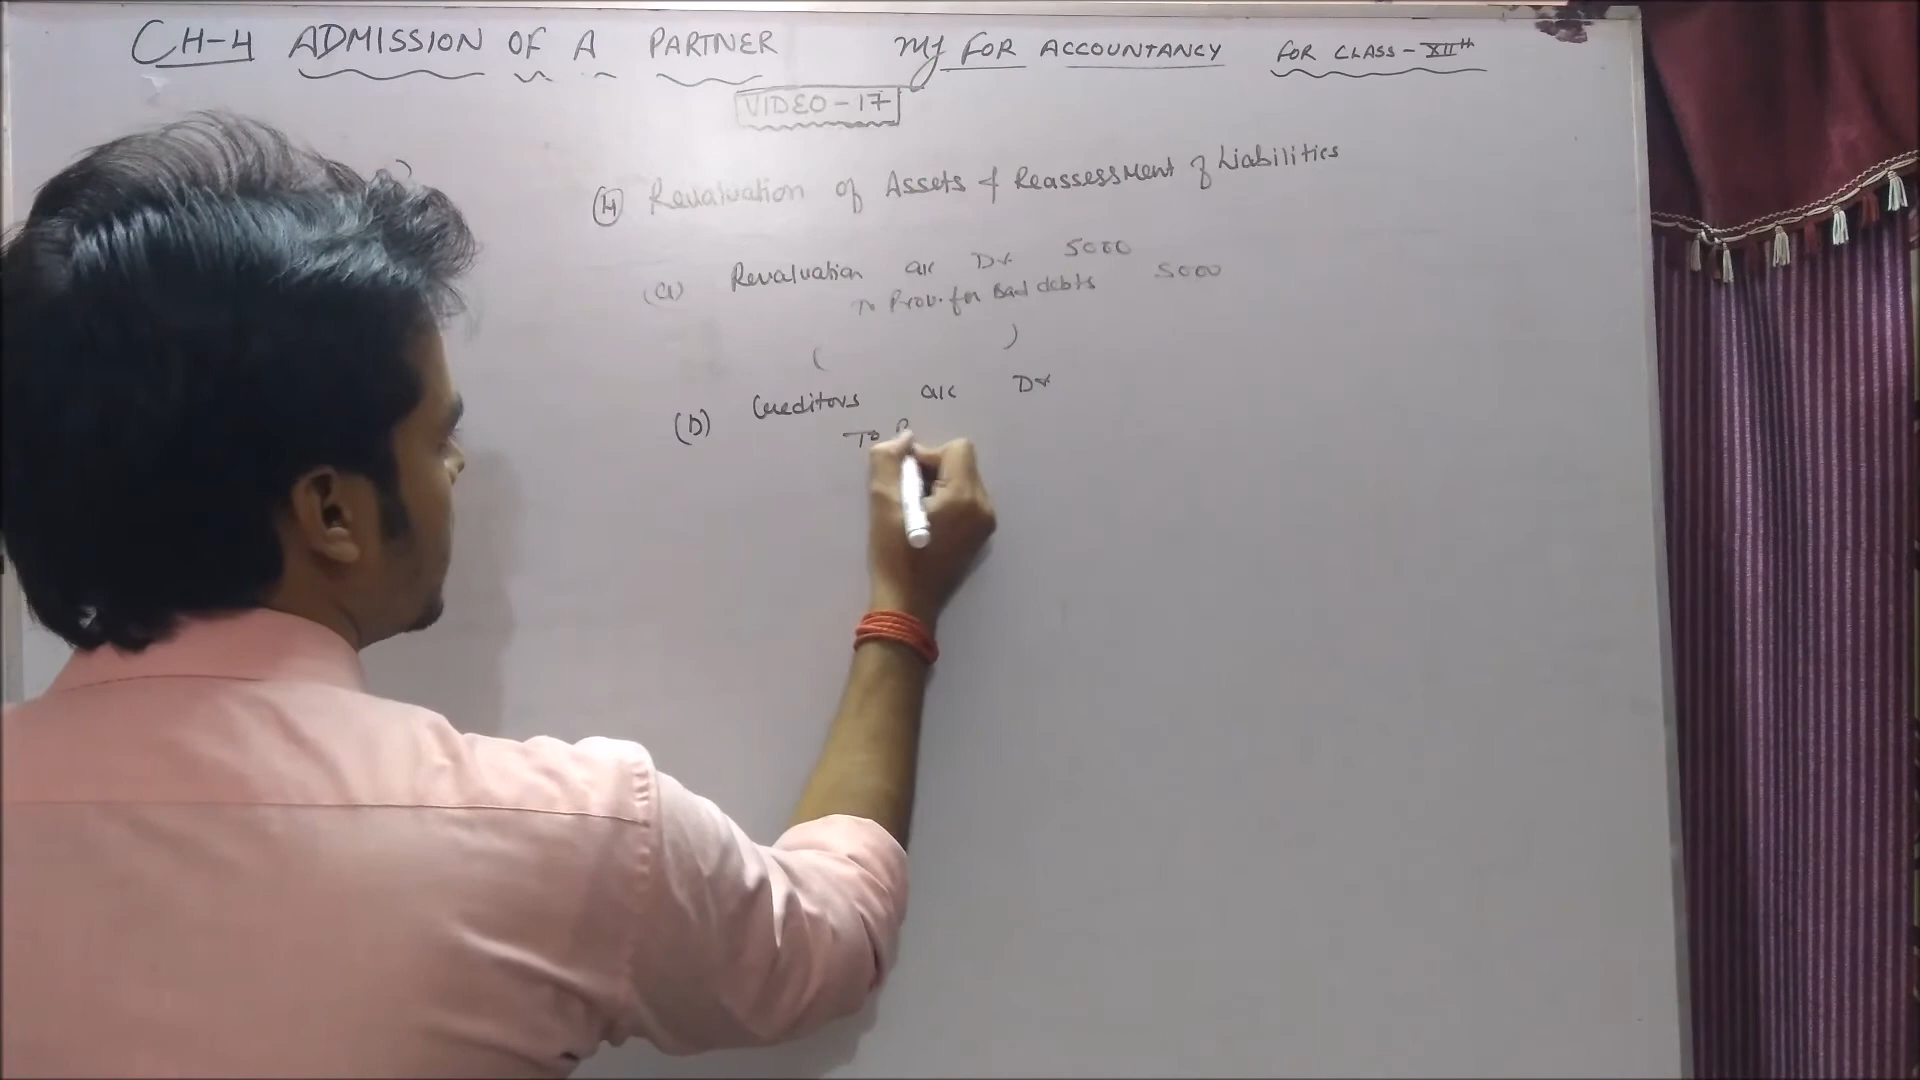 CH-4 ADMISSION OF A PARTNER MJ FOR ACCOUNTANCY FOR CLASS-XIIth
VIDEO-17
(4) Revaluation of Assets & Reassessment of Liabilities
(a) Revaluation a/c Dr 5000
To Prov. for Bad debts 5000
( )
(b) Creditors a/c Dr
To